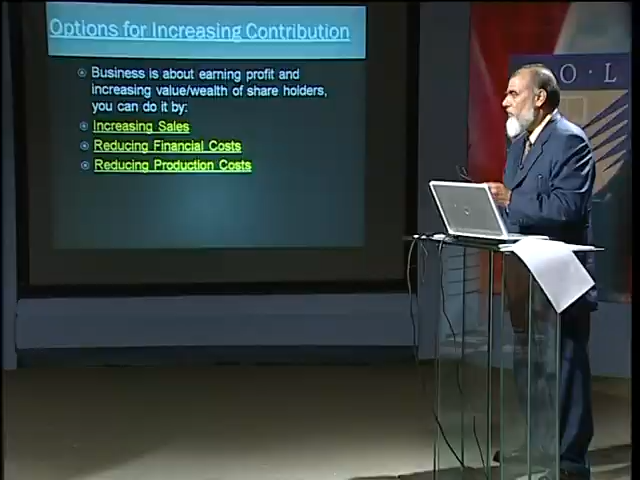 Options for Increasing Contribution
Business is about earning profit and
increasing value/wealth of share holders,
you can do it by:
Increasing Sales
Reducing Financial Costs
Reducing Production Costs
O · L